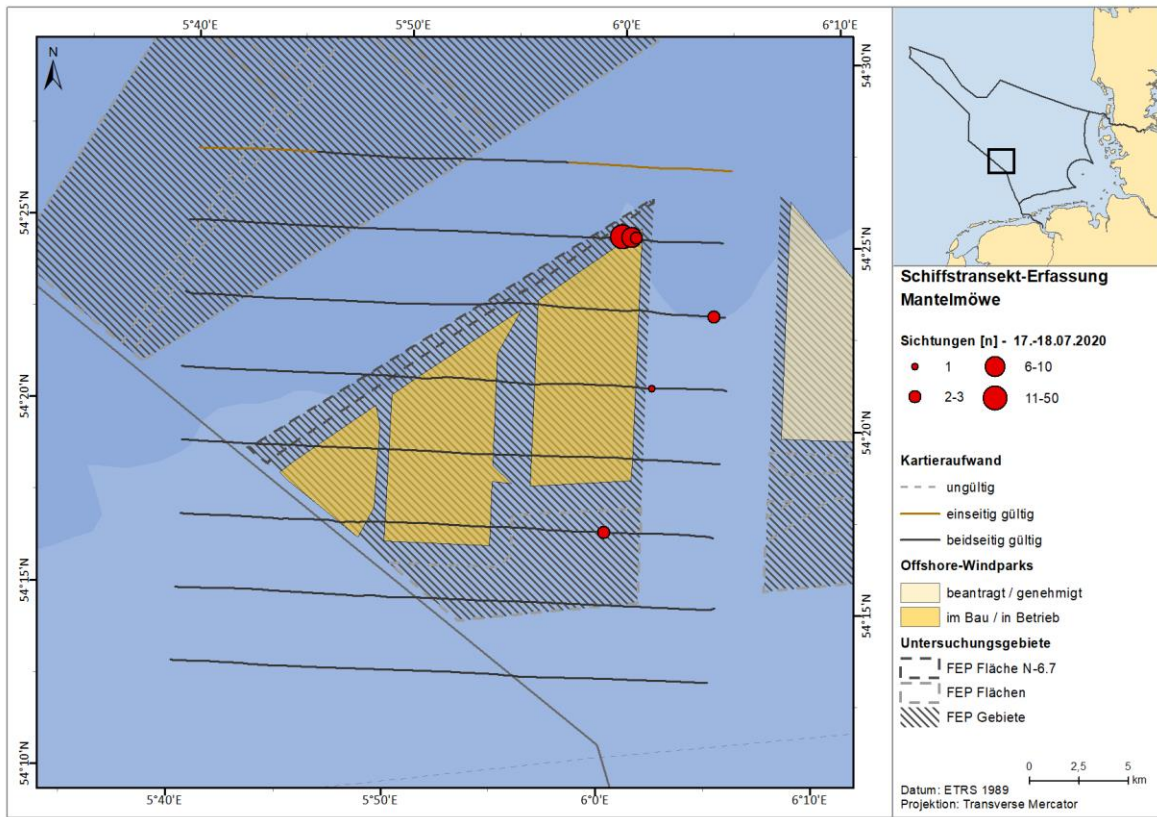 5°40'E 5°50'E 6°0'E 6°10'E
N
54°30'N
54°25'N
54°25'N
54°20'N
54°20'N
54°15'N
54°15'N
54°10'N
5°40'E 5°50'E 6°0'E 6°10'E
Schiffstransekt-Erfassung
Mantelmöwe
Sichtungen [n] - 17.-18.07.2020
1 6-10
2-3 11-50
Kartieraufwand
ungültig
einseitig gültig
beidseitig gültig
Offshore-Windparks
beantragt / genehmigt
im Bau / in Betrieb
Untersuchungsgebiete
FEP Fläche N-6.7
FEP Flächen
FEP Gebiete
0 2,5 5
km
Datum: ETRS 1989
Projektion: Transverse Mercator